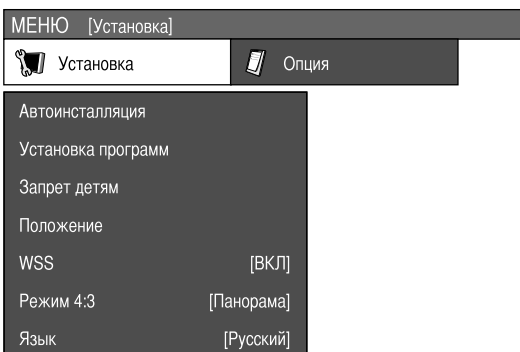 МЕНЮ [Установка]
Установка Опция
Автоинсталляция
Установка программ
Запрет детям
Положение
WSS [ВКЛ]
Режим 4:3 [Панорама]
Язык [Русский]